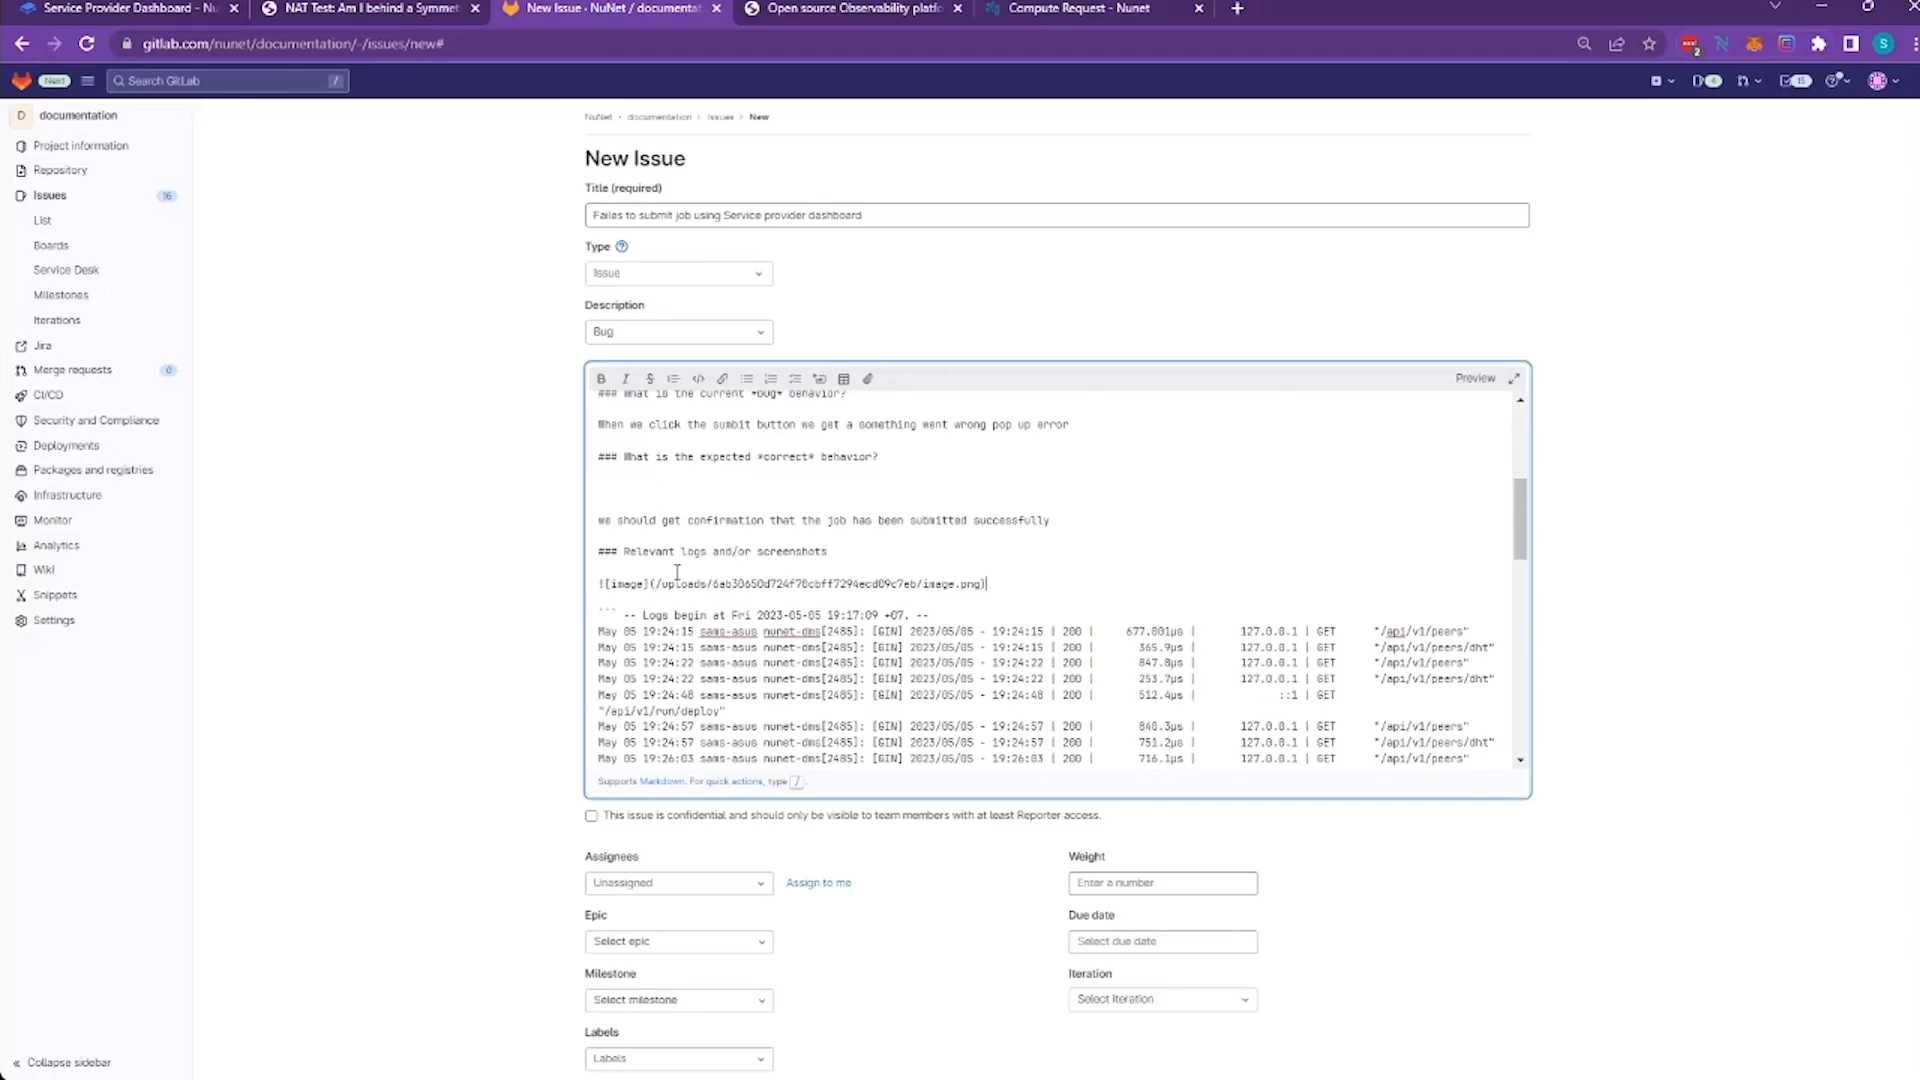 Service Provider Dashboard - Nu
NAT Test: Am I behind a Symmet
New Issue · NuNet / documentat
Open source Observability platfo
Compute Request - Nunet
gitlab.com/nunet/documentation/-/issues/new#
2
S
Next
Search GitLab
/
4
15
D documentation
Project information
Repository
Issues 16
List
Boards
Service Desk
Milestones
Iterations
Jira
Merge requests 0
CI/CD
Security and Compliance
Deployments
Packages and registries
Infrastructure
Monitor
Analytics
Wiki
Snippets
Settings
« Collapse sidebar
NuNet › documentation › Issues › New
New Issue
Title (required)
Failes to submit job using Service provider dashboard
Type
Issue
Description
Bug
Preview
### What is the current *bug* behavior?
When we click the sumbit button we get a something went wrong pop up error
### What is the expected *correct* behavior?
we should get confirmation that the job has been submitted successfully
### Relevant logs and/or screenshots
![image](/uploads/6ab30650d724f70cbff7294ecd09c7eb/image.png)
``` -- Logs begin at Fri 2023-05-05 19:17:09 +07. --
May 05 19:24:15 sams-asus nunet-dms[2485]: [GIN] 2023/05/05 - 19:24:15 | 200 | 677.001µs | 127.0.0.1 | GET "/api/v1/peers"
May 05 19:24:15 sams-asus nunet-dms[2485]: [GIN] 2023/05/05 - 19:24:15 | 200 | 365.9µs | 127.0.0.1 | GET "/api/v1/peers/dht"
May 05 19:24:22 sams-asus nunet-dms[2485]: [GIN] 2023/05/05 - 19:24:22 | 200 | 847.8µs | 127.0.0.1 | GET "/api/v1/peers"
May 05 19:24:22 sams-asus nunet-dms[2485]: [GIN] 2023/05/05 - 19:24:22 | 200 | 253.7µs | 127.0.0.1 | GET "/api/v1/peers/dht"
May 05 19:24:48 sams-asus nunet-dms[2485]: [GIN] 2023/05/05 - 19:24:48 | 200 | 512.4µs | ::1 | GET
"/api/v1/run/deploy"
May 05 19:24:57 sams-asus nunet-dms[2485]: [GIN] 2023/05/05 - 19:24:57 | 200 | 840.3µs | 127.0.0.1 | GET "/api/v1/peers"
May 05 19:24:57 sams-asus nunet-dms[2485]: [GIN] 2023/05/05 - 19:24:57 | 200 | 751.2µs | 127.0.0.1 | GET "/api/v1/peers/dht"
May 05 19:26:03 sams-asus nunet-dms[2485]: [GIN] 2023/05/05 - 19:26:03 | 200 | 716.1µs | 127.0.0.1 | GET "/api/v1/peers"
Supports Markdown. For quick actions, type /.
This issue is confidential and should only be visible to team members with at least Reporter access.
Assignees
Unassigned
Assign to me
Weight
Enter a number
Epic
Select epic
Due date
Select due date
Milestone
Select milestone
Iteration
Select iteration
Labels
Labels